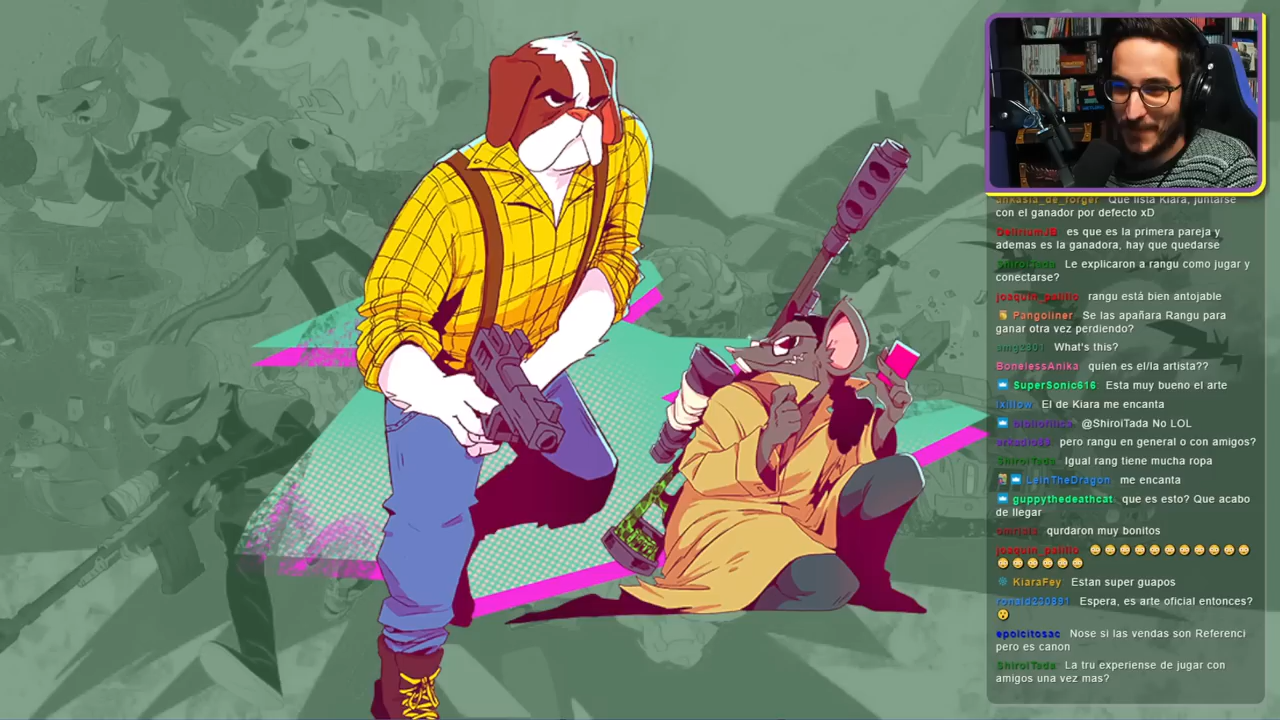 ankasia_de_forger Que lista Kiara, juntarse
con el ganador por defecto xD
DeliriumJB es que es la primera pareja y
ademas es la ganadora, hay que quedarse
ShiroiTada Le explicaron a rangu como jugar y
conectarse?
joaquin_palillo rangu está bien antojable
Pangoliner Se las apañara Rangu para
ganar otra vez perdiendo?
What's this?
BonelessAnika quien es el/la artista??
SuperSonic616 Esta muy bueno el arte
ixillow El de Kiara me encanta
@ShiroiTada No LOL
pero rangu en general o con amigos?
ShiroiTada Igual rang tiene mucha ropa
LeinTheDragon me encanta
guppythedeathcat que es esto? Que acabo
de llegar
qurdaron muy bonitos
joaquin_palillo
KiaraFey Estan super guapos
Espera, es arte oficial entonces?
epolcitosac Nose si las vendas son Referenci
pero es canon
ShiroiTada La tru experiense de jugar con
amigos una vez mas?